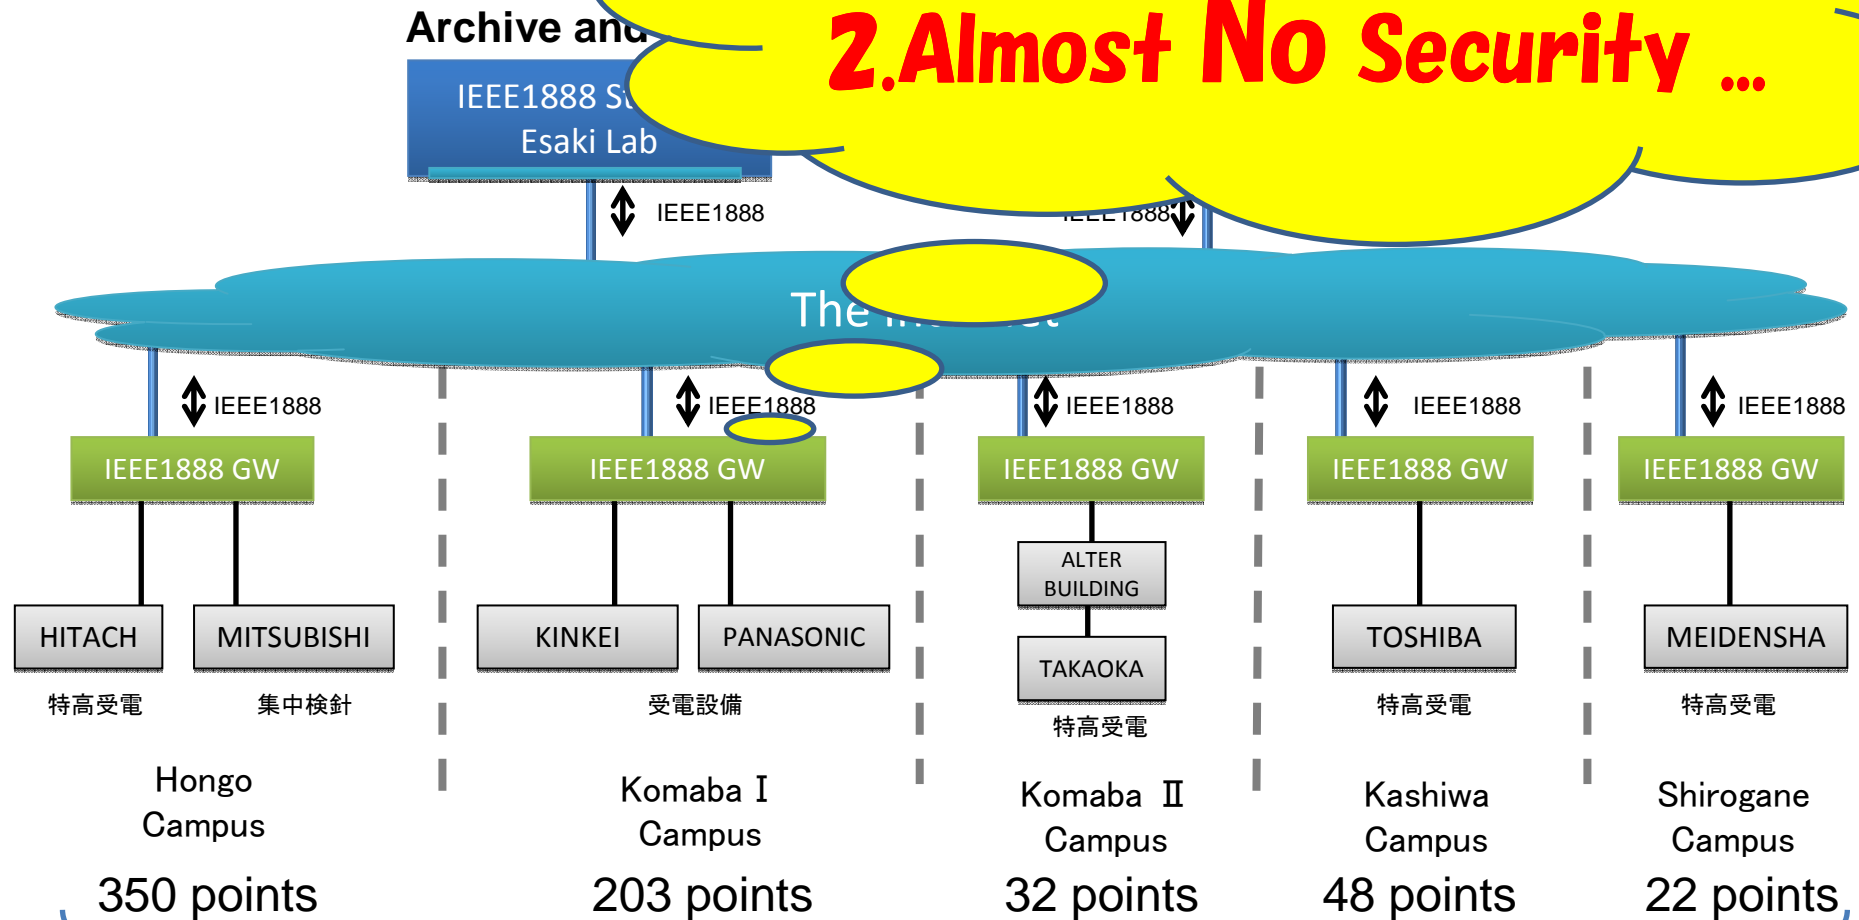 Archive and
2.Almost No Security ...
IEEE1888
Esaki Lab
IEEE1888
IEEE1888
The
IEEE1888
IEEE1888
IEEE1888
IEEE1888
IEEE1888
IEEE1888 GW
IEEE1888 GW
IEEE1888 GW
IEEE1888 GW
IEEE1888 GW
ALTER
BUILDING
HITACH
MITSUBISHI
KINKEI
PANASONIC
TAKAOKA
TOSHIBA
MEIDENSHA
特高受電
集中検針
受電設備
特高受電
特高受電
特高受電
Hongo
Campus
Komaba Ⅰ
Campus
Komaba Ⅱ
Campus
Kashiwa
Campus
Shirogane
Campus
350 points
203 points
32 points
48 points
22 points